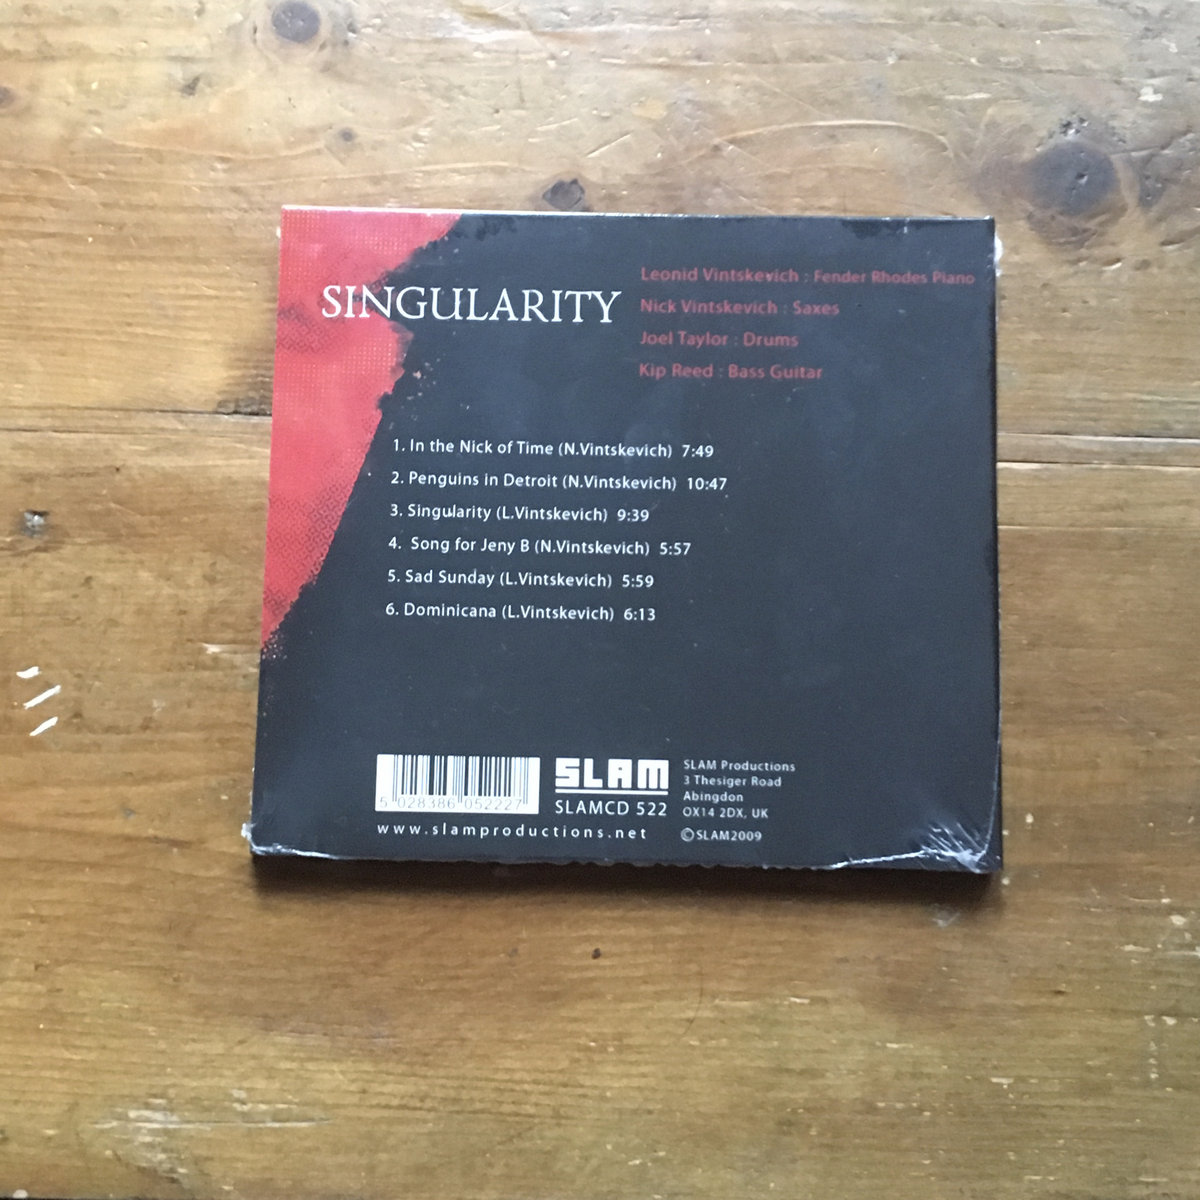 SINGULARITY
Leonid Vintskevich : Fender Rhodes Piano
Nick Vintskevich : Saxes
Joel Taylor : Drums
Kip Reed : Bass Guitar
1. In the Nick of Time (N.Vintskevich) 7:49
2. Penguins in Detroit (N.Vintskevich) 10:47
3. Singularity (L.Vintskevich) 9:39
4. Song for Jeny B (N.Vintskevich) 5:57
5. Sad Sunday (L.Vintskevich) 5:59
6. Dominicana (L.Vintskevich) 6:13
5 028386 052227
www.slamproductions.net
SLAM
SLAMCD 522
SLAM Productions
3 Thesiger Road
Abingdon
OX14 2DX, UK
©SLAM2009